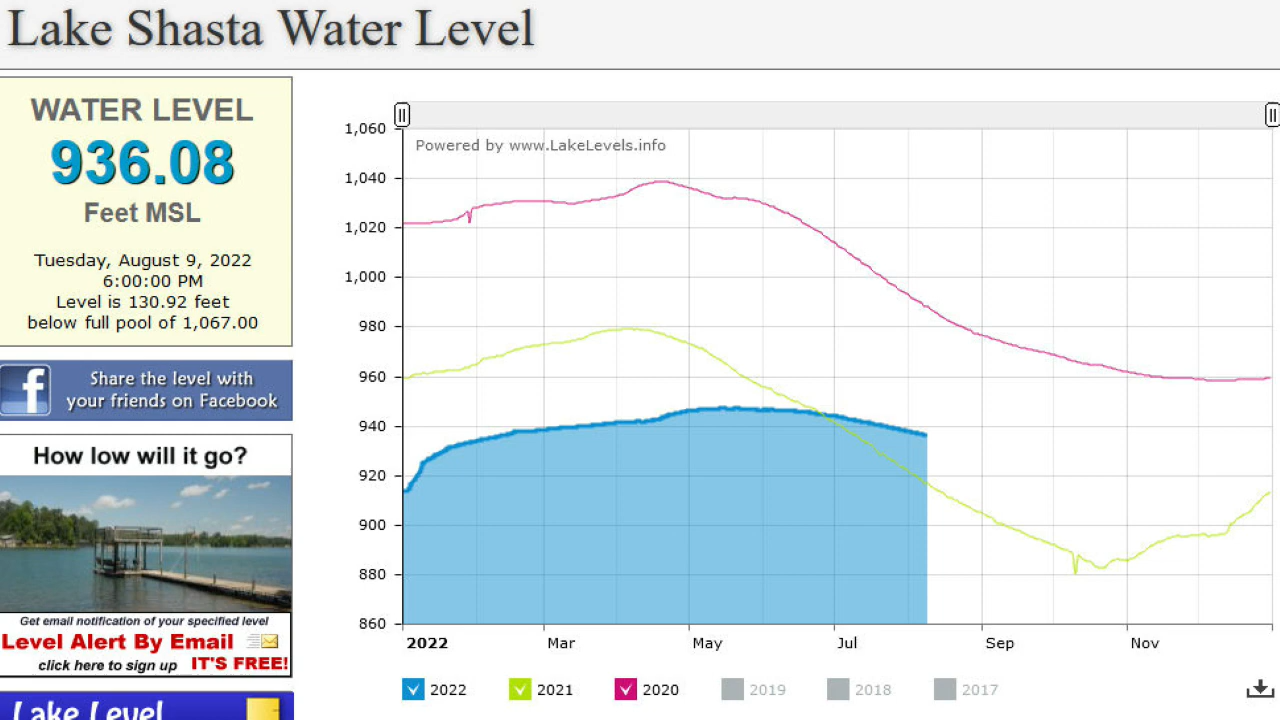 Lake Shasta Water Level
WATER LEVEL
936.08
Feet MSL
Tuesday, August 9, 2022
6:00:00 PM
Level is 130.92 feet
below full pool of 1,067.00
f
Share the level with
your friends on Facebook
How low will it go?
Get email notification of your specified level
Level Alert By Email
click here to sign up IT'S FREE!
Lake Level
Powered by www.LakeLevels.info
1,060
1,040
1,020
1,000
980
960
940
920
900
880
860
2022 Mar May Jul Sep Nov
2022 2021 2020 2019 2018 2017